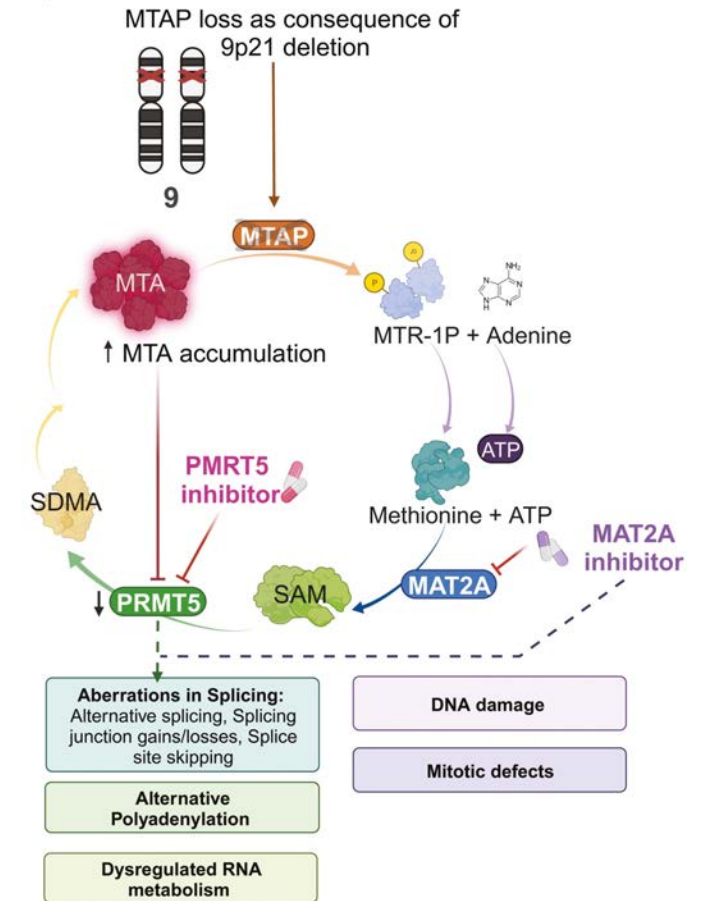 MTAP loss as consequence of
9p21 deletion
9
MTAP
MTA
P
P
NH₂
N
N
N
N
H
MTR-1P + Adenine
↑ MTA accumulation
ATP
PMRT5
inhibitor
SDMA
Methionine + ATP
MAT2A
inhibitor
SAM
MAT2A
↓ PRMT5
Aberrations in Splicing:
Alternative splicing, Splicing
junction gains/losses, Splice
site skipping
DNA damage
Mitotic defects
Alternative
Polyadenylation
Dysregulated RNA
metabolism